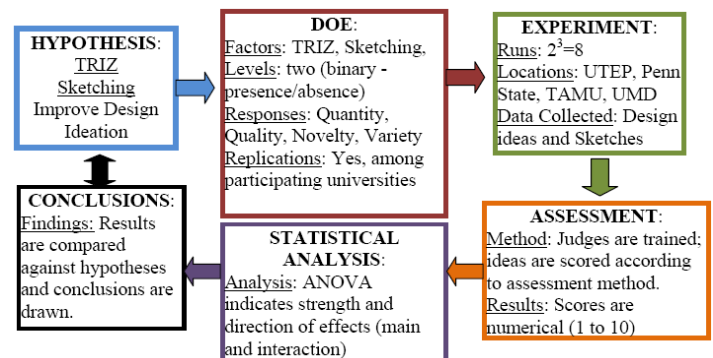 HYPOTHESIS:
TRIZ
Sketching
Improve Design
Ideation
DOE:
Factors: TRIZ, Sketching,
Levels: two (binary -
presence/absence)
Responses: Quantity,
Quality, Novelty, Variety
Replications: Yes, among
participating universities
EXPERIMENT:
Runs: 2³=8
Locations: UTEP, Penn
State, TAMU, UMD
Data Collected: Design
ideas and Sketches
ASSESSMENT:
Method: Judges are trained;
ideas are scored according
to assessment method.
Results: Scores are
numerical (1 to 10)
STATISTICAL
ANALYSIS:
Analysis: ANOVA
indicates strength and
direction of effects (main
and interaction)
CONCLUSIONS:
Findings: Results
are compared
against hypotheses
and conclusions are
drawn.